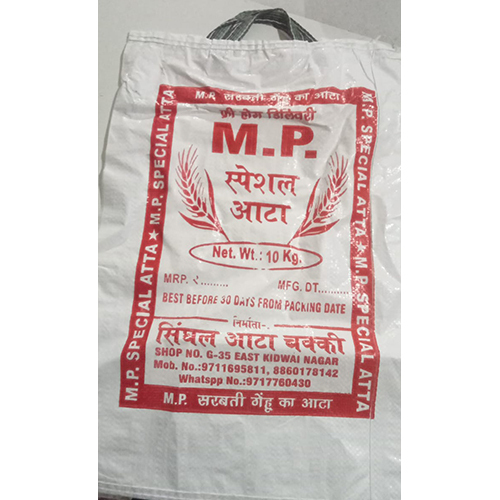 M.P. सरबती गेंहू का आटा
फ्री होम डिलिवरी
M.P.
स्पेशल
आटा
Net. Wt.: 10 Kg.
MRP. ₹.........
MFG. DT..........
BEST BEFORE 30 DAYS FROM PACKING DATE
निर्माता-
सिंघल आटा चक्की
SHOP NO. G-35 EAST KIDWAI NAGAR
Mob. No.:9711695811, 8860178142
Whatspp No.:9717760430
M.P. सरबती गेंहू का आटा
M.P. SPECIAL ATTA ★ M.P. SPECIAL ATTA
M.P. SPECIAL ATTA ★ M.P. SPECIAL ATTA